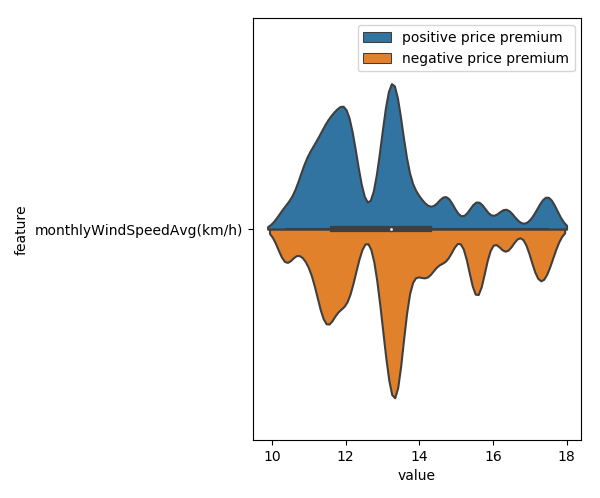 positive price premium
negative price premium
feature
monthlyWindSpeedAvg(km/h)
10 12 14 16 18
value